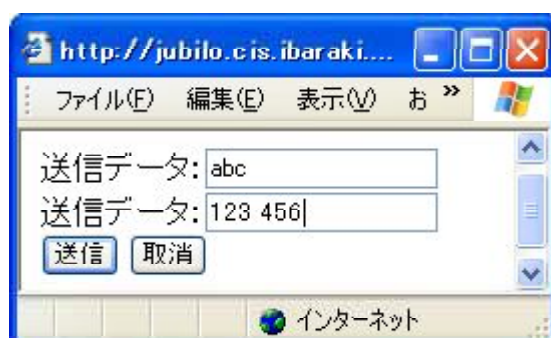 http://jubilo.cis.ibaraki....
ファイル(F) 編集(E) 表示(V) お »
送信データ: abc
送信データ: 123 456
送信 取消
インターネット